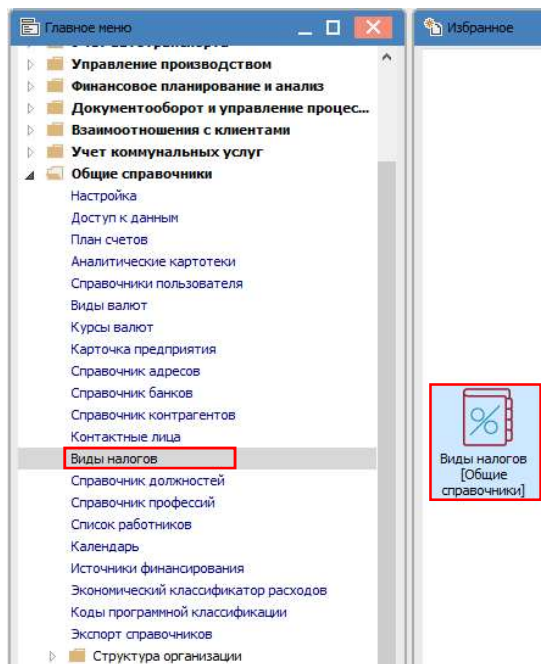 Главное меню
Избранное
Управление производством
Финансовое планирование и анализ
Документооборот и управление процес...
Взаимоотношения с клиентами
Учет коммунальных услуг
Общие справочники
Настройка
Доступ к данным
План счетов
Аналитические картотеки
Справочники пользователя
Виды валют
Курсы валют
Карточка предприятия
Справочник адресов
Справочник банков
Справочник контрагентов
Контактные лица
Виды налогов
Справочник должностей
Справочник профессий
Список работников
Календарь
Источники финансирования
Экономический классификатор расходов
Коды программной классификации
Экспорт справочников
Структура организации
%
Виды налогов
[Общие
справочники]